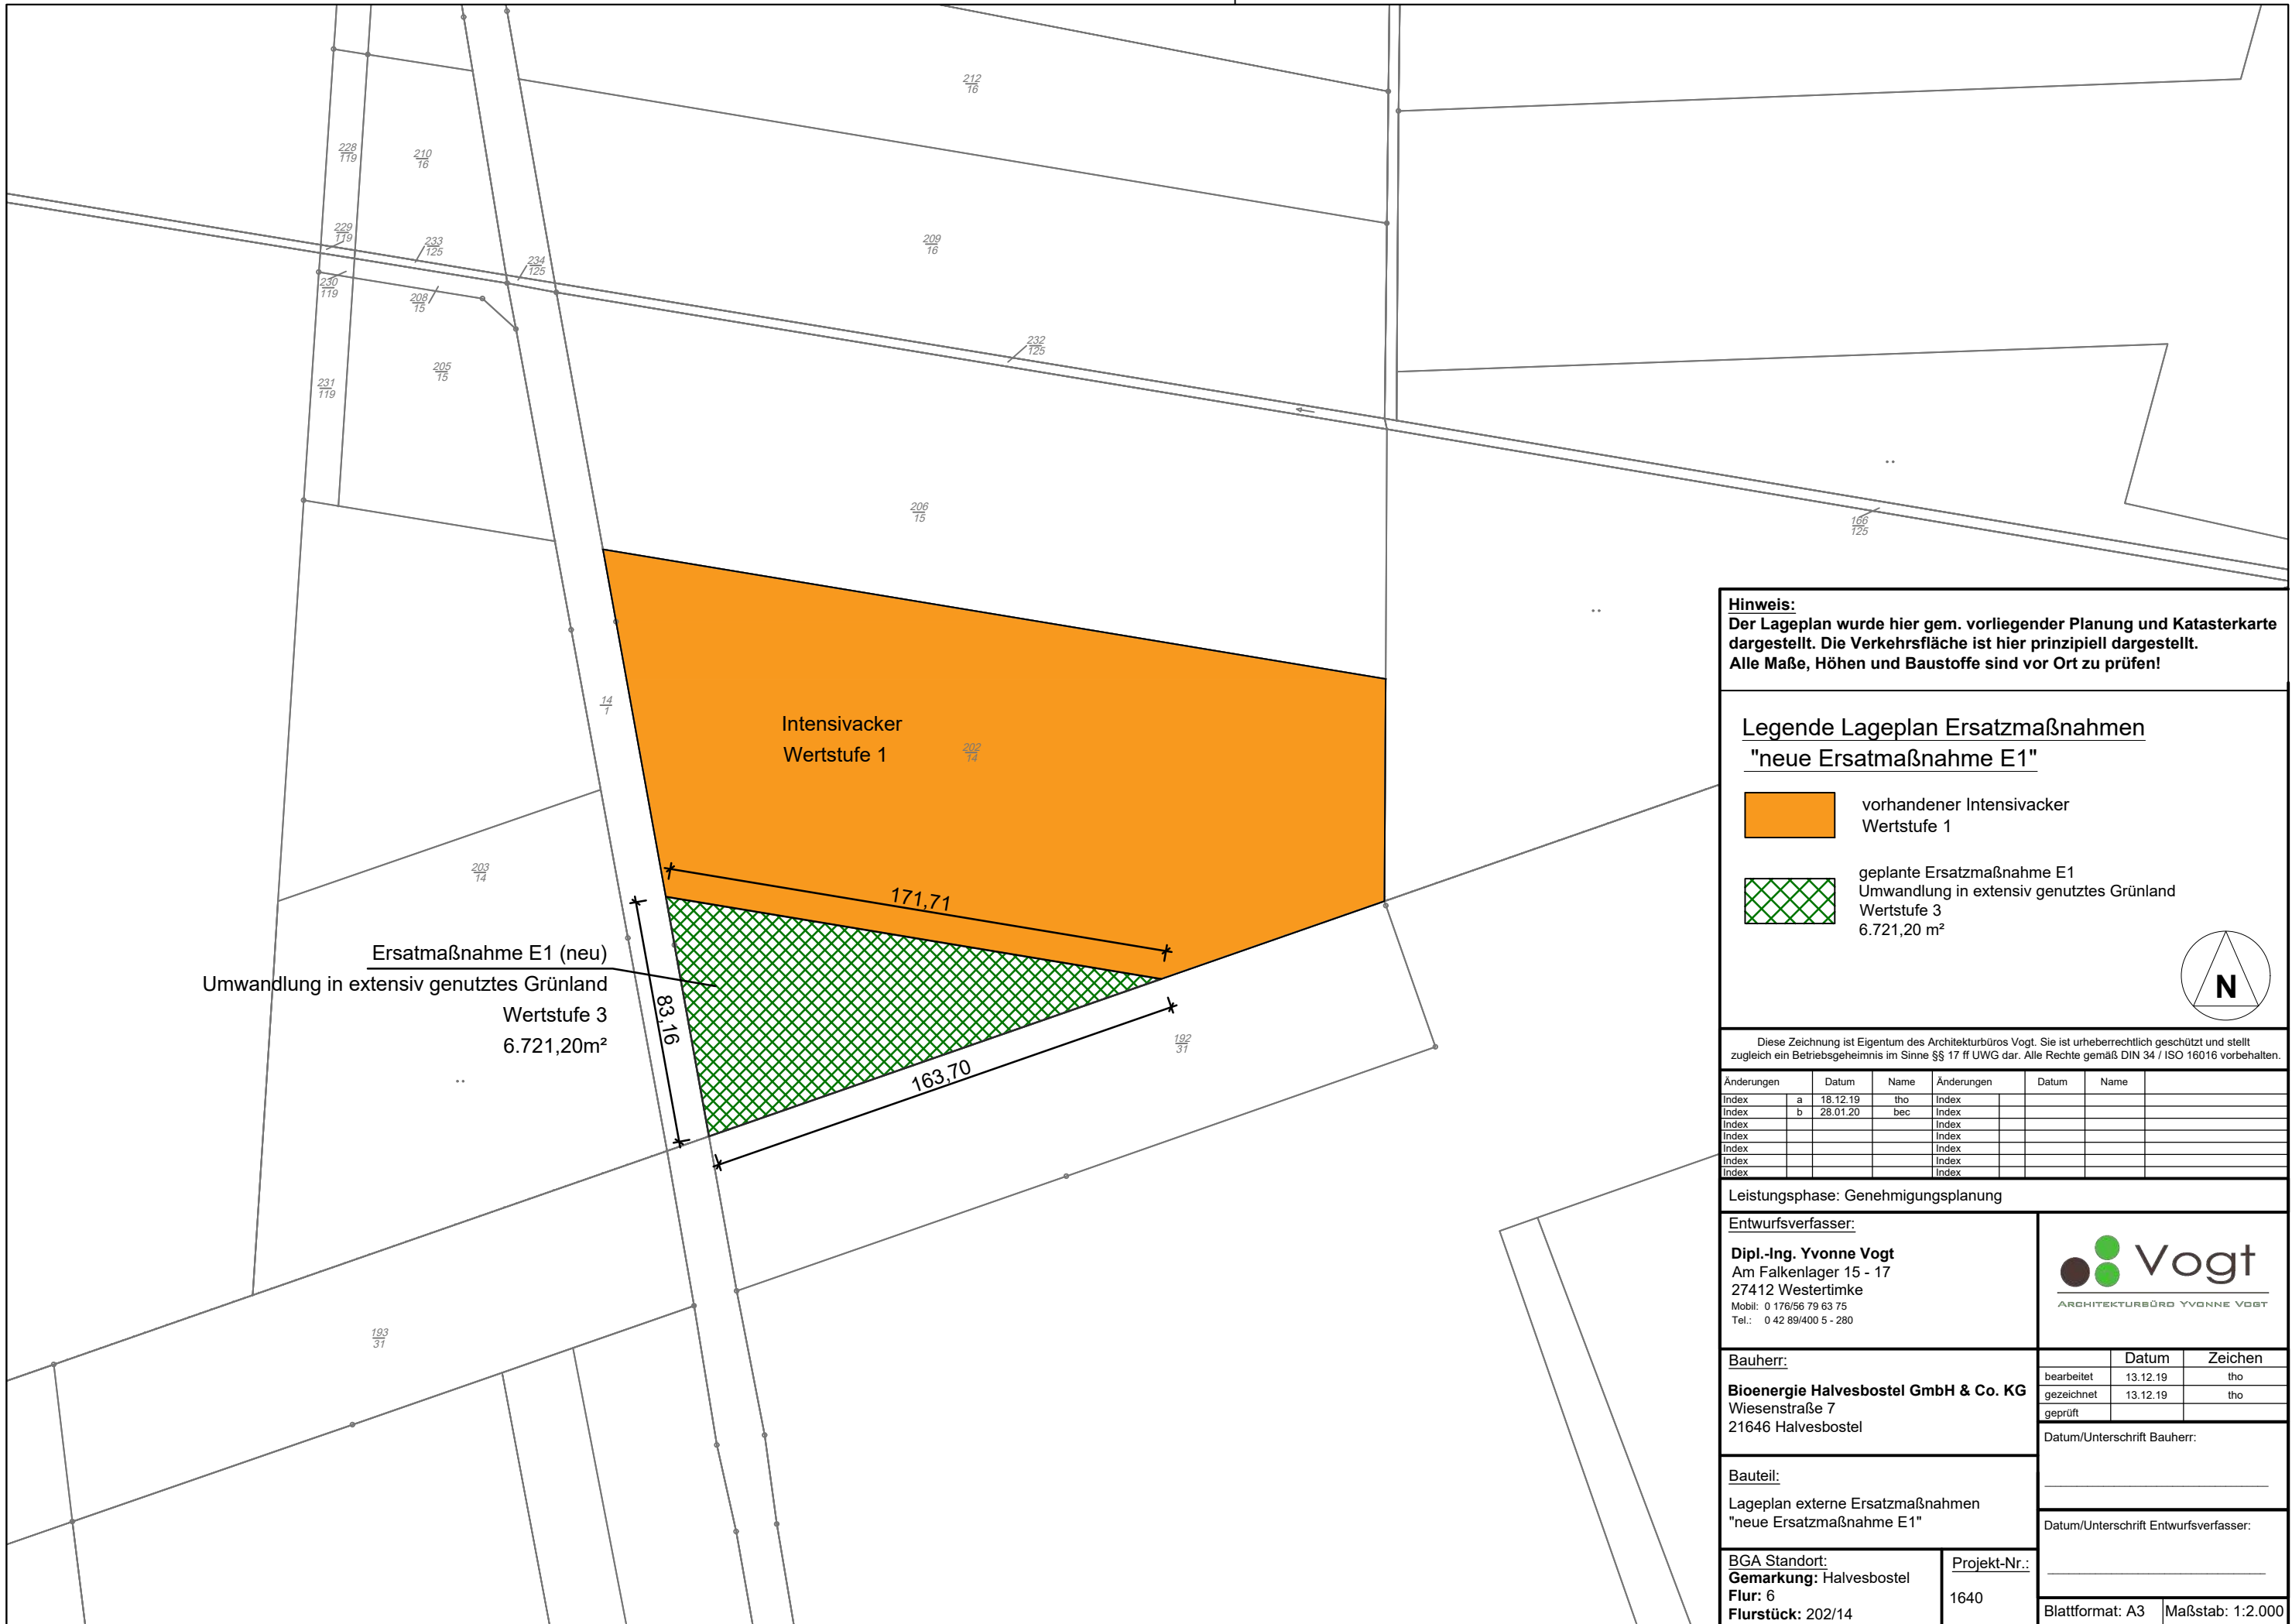 212
16
228
119
210
16
229
119
233
125
234
125
209
16
230
119
208
15
232
125
231
119
205
15
206
15
166
125
14
1
Intensivacker
Wertstufe 1
202
14
203
14
171,71
83,16
163,70
Ersatmaßnahme E1 (neu)
Umwandlung in extensiv genutztes Grünland
Wertstufe 3
6.721,20m²
192
31
193
31
Hinweis:
Der Lageplan wurde hier gem. vorliegender Planung und Katasterkarte
dargestellt. Die Verkehrsfläche ist hier prinzipiell dargestellt.
Alle Maße, Höhen und Baustoffe sind vor Ort zu prüfen!
Legende Lageplan Ersatzmaßnahmen
"neue Ersatmaßnahme E1"
vorhandener Intensivacker
Wertstufe 1
geplante Ersatzmaßnahme E1
Umwandlung in extensiv genutztes Grünland
Wertstufe 3
6.721,20 m²
N
Diese Zeichnung ist Eigentum des Architekturbüros Vogt. Sie ist urheberrechtlich geschützt und stellt
zugleich ein Betriebsgeheimnis im Sinne §§ 17 ff UWG dar. Alle Rechte gemäß DIN 34 / ISO 16016 vorbehalten.
Änderungen Datum Name Änderungen Datum Name
Index a 18.12.19 tho Index
Index b 28.01.20 bec Index
Index Index
Index Index
Index Index
Index Index
Index Index
Leistungsphase: Genehmigungsplanung
Entwurfsverfasser:
Dipl.-Ing. Yvonne Vogt
Am Falkenlager 15 - 17
27412 Westertimke
Mobil: 0 176/56 79 63 75
Tel.: 0 42 89/400 5 - 280
Vogt
ARCHITEKTURBÜRO YVONNE VOGT
Bauherr:
Bioenergie Halvesbostel GmbH & Co. KG
Wiesenstraße 7
21646 Halvesbostel
Datum Zeichen
bearbeitet 13.12.19 tho
gezeichnet 13.12.19 tho
geprüft
Datum/Unterschrift Bauherr:
Bauteil:
Lageplan externe Ersatzmaßnahmen
"neue Ersatzmaßnahme E1"
Datum/Unterschrift Entwurfsverfasser:
BGA Standort:
Gemarkung: Halvesbostel
Flur: 6
Flurstück: 202/14
Projekt-Nr.:
1640
Blattformat: A3 Maßstab: 1:2.000